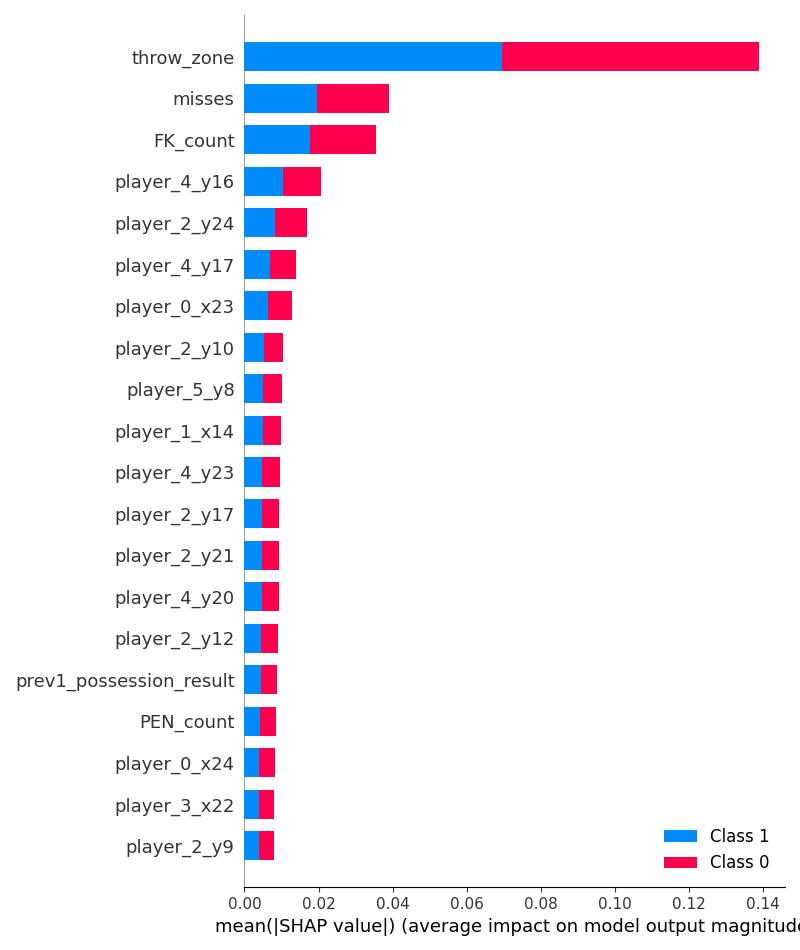 throw_zone
misses
FK_count
player_4_y16
player_2_y24
player_4_y17
player_0_x23
player_2_y10
player_5_y8
player_1_x14
player_4_y23
player_2_y17
player_2_y21
player_4_y20
player_2_y12
prev1_possession_result
PEN_count
player_0_x24
player_3_x22
player_2_y9
Class 1
Class 0
0.00 0.02 0.04 0.06 0.08 0.10 0.12 0.14
mean(|SHAP value|) (average impact on model output magnitude